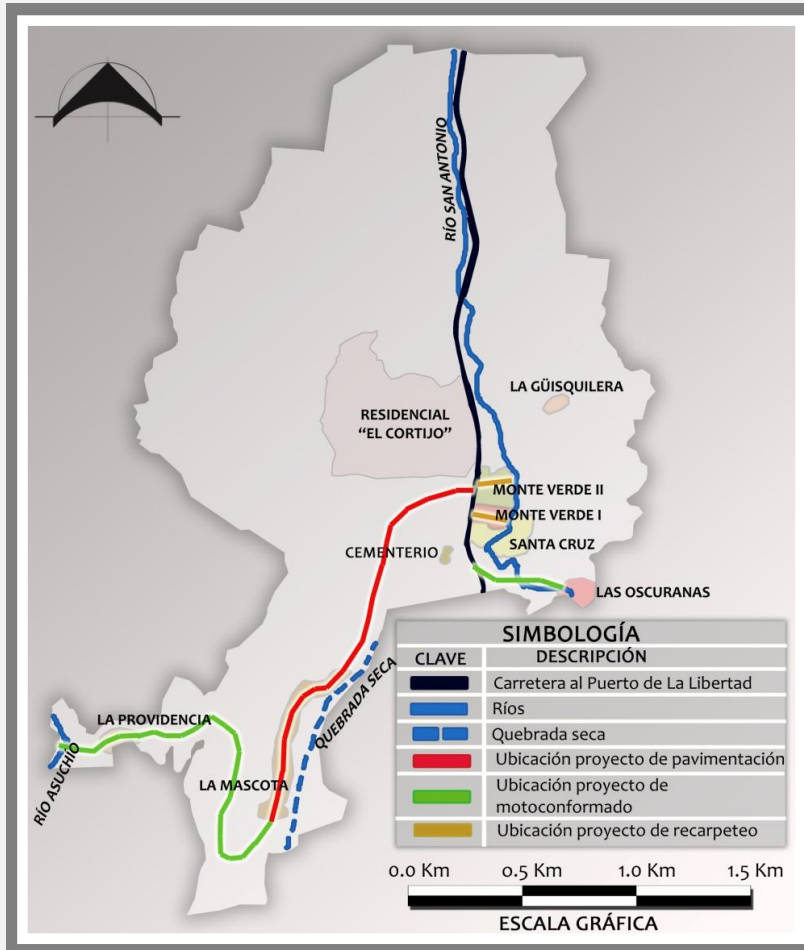 RÍO SAN ANTONIO
LA GÜISQUILERA
RESIDENCIAL
“EL CORTIJO”
MONTE VERDE II
MONTE VERDE I
CEMENTERIO
SANTA CRUZ
LAS OSCURANAS
QUEBRADA SECA
LA PROVIDENCIA
RÍO ASUCHIO
LA MASCOTA
SIMBOLOGÍA
CLAVE DESCRIPCIÓN
Carretera al Puerto de La Libertad
Ríos
Quebrada seca
Ubicación proyecto de pavimentación
Ubicación proyecto de
motoconformado
Ubicación proyecto de recarpeteo
0.0 Km 0.5 Km 1.0 Km 1.5 Km
ESCALA GRÁFICA